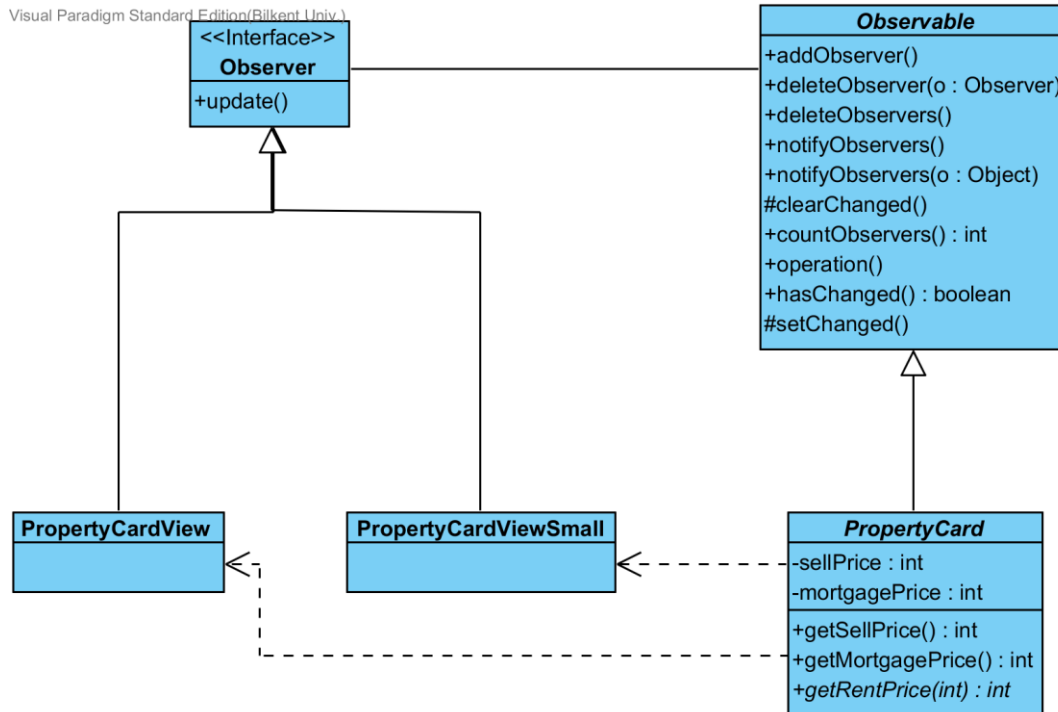 Visual Paradigm Standard Edition(Bilkent Univ.)
<<Interface>>
Observer
+update()
Observable
+addObserver()
+deleteObserver(o : Observer)
+deleteObservers()
+notifyObservers()
+notifyObservers(o : Object)
#clearChanged()
+countObservers() : int
+operation()
+hasChanged() : boolean
#setChanged()
PropertyCardView
PropertyCardViewSmall
PropertyCard
-sellPrice : int
-mortgagePrice : int
+getSellPrice() : int
+getMortgagePrice() : int
+getRentPrice(int) : int